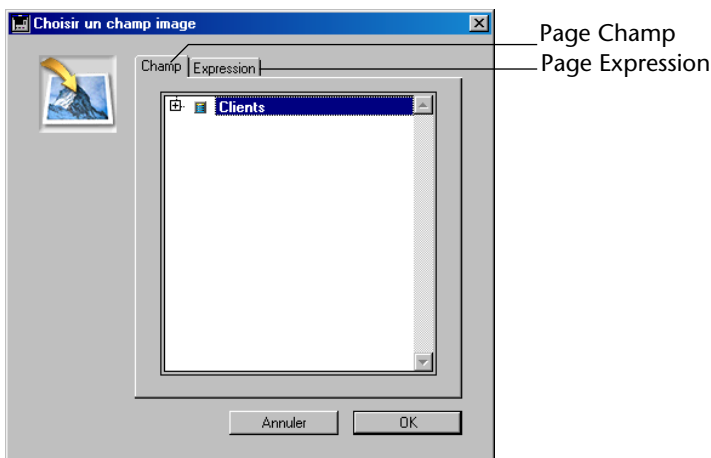 Choisir un champ image
Page Champ
Page Expression
Champ
Expression
Clients
Annuler
OK